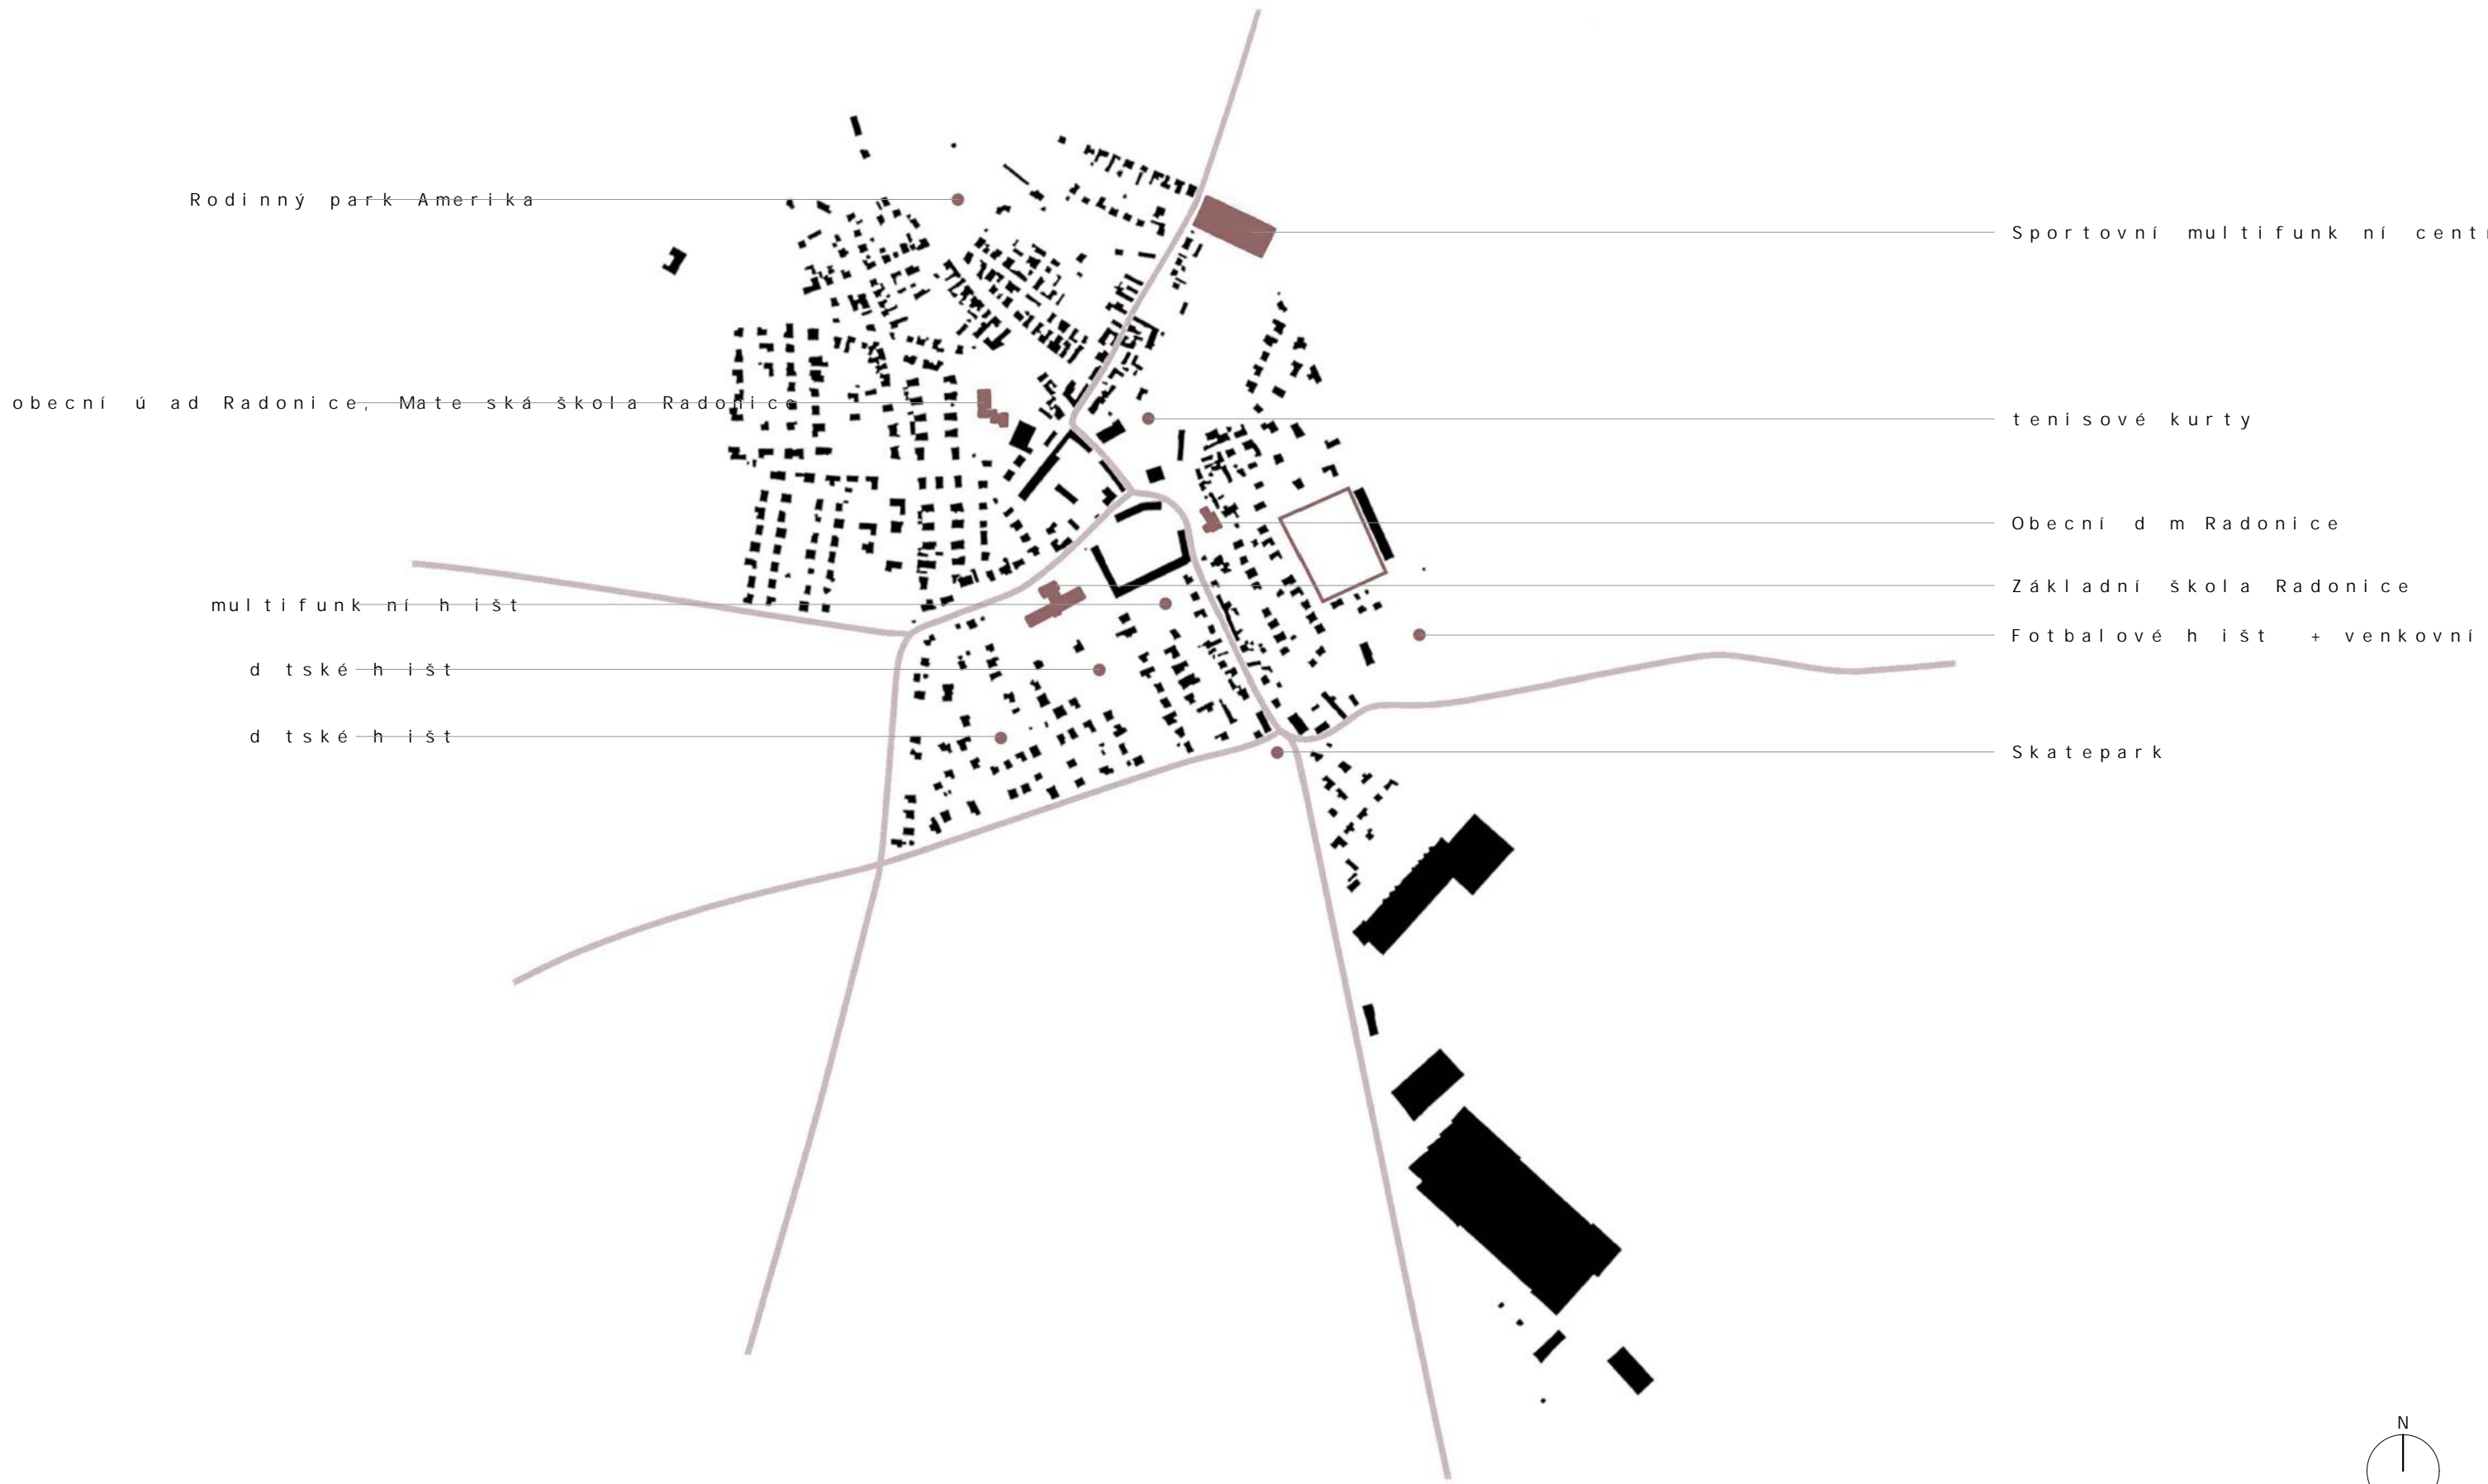 Rodinný park Amerika
Sportovní multifunk ní cent
obecní ú ad Radonice, Mate ská škola Radonice
tenisové kurty
Obecní d m Radonice
Základní škola Radonice
multifunk ní h išt
Fotbalové h išt + venkovní
d tské h išt
d tské h išt
Skatepark
N